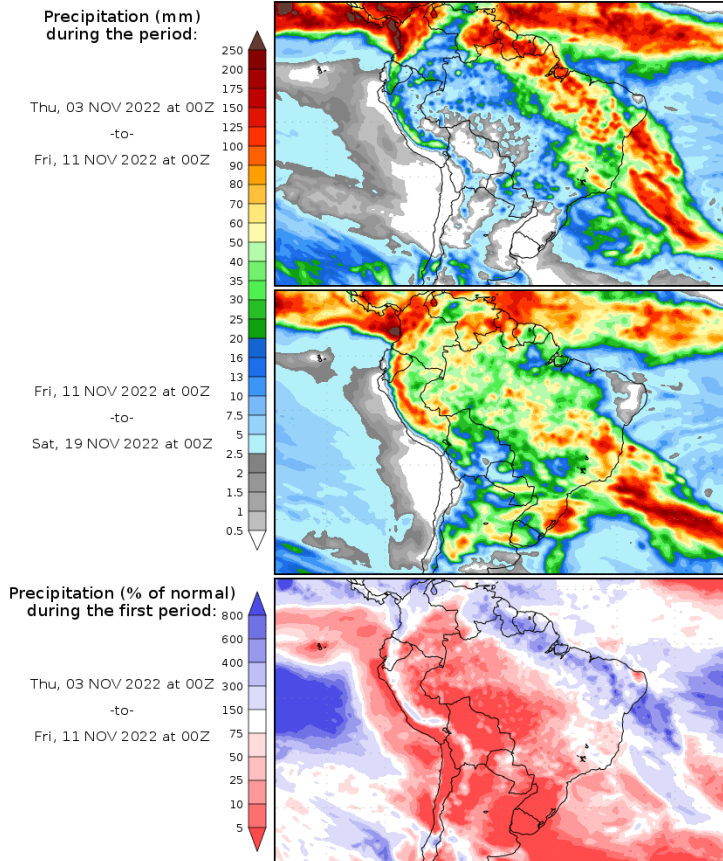 Precipitation (mm)
during the period:
Thu, 03 NOV 2022 at 00Z
-to-
Fri, 11 NOV 2022 at 00Z
Fri, 11 NOV 2022 at 00Z
-to-
Sat, 19 NOV 2022 at 00Z
250
200
175
150
125
100
90
80
70
60
50
40
35
30
25
20
16
13
10
7.5
5
2.5
2
1.5
1
0.5
Precipitation (% of normal)
during the first period:
Thu, 03 NOV 2022 at 00Z
-to-
Fri, 11 NOV 2022 at 00Z
800
600
400
300
150
75
50
25
10
5